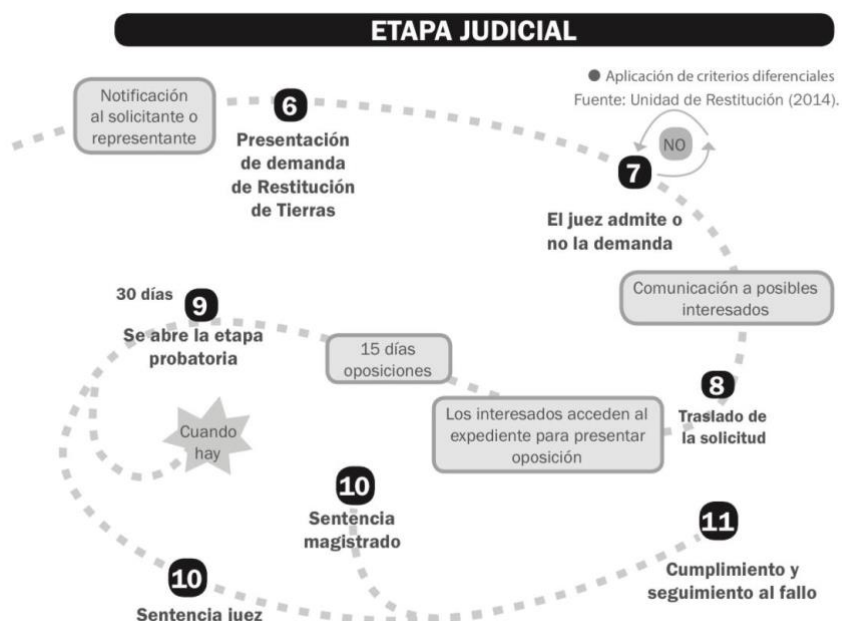 ETAPA JUDICIAL
● Aplicación de criterios diferenciales
Fuente: Unidad de Restitución (2014).
Notificación
al solicitante o
representante
6
Presentación
de demanda
de Restitución
de Tierras
NO
7
El juez admite o
no la demanda
Comunicación a posibles
interesados
8
Traslado de
la solicitud
Los interesados acceden al
expediente para presentar
oposición
15 días
oposiciones
30 días
9
Se abre la etapa
probatoria
Cuando
hay
10
Sentencia
magistrado
10
Sentencia juez
11
Cumplimiento y
seguimiento al fallo